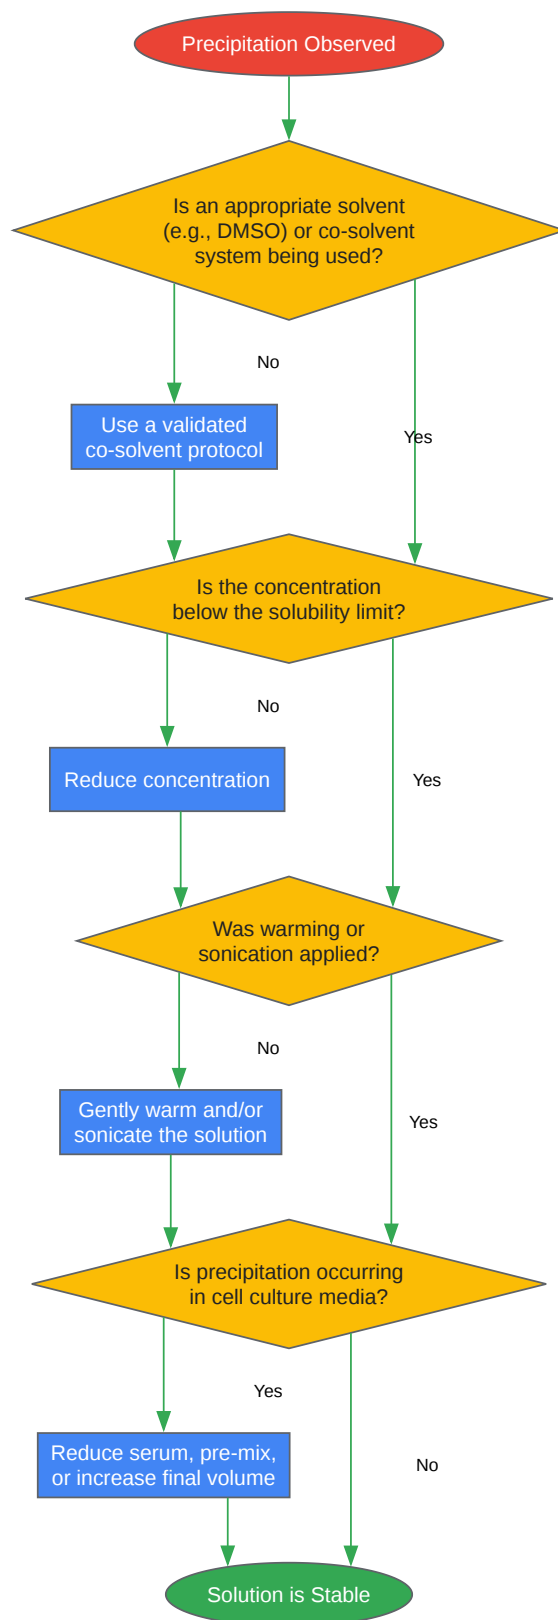 Precipitation Observed
Is an appropriate solvent
(e.g., DMSO) or co-solvent
system being used?
No
Use a validated
co-solvent protocol
Yes
Is the concentration
below the solubility limit?
No
Reduce concentration
Yes
Was warming or
sonication applied?
No
Gently warm and/or
sonicate the solution
Yes
Is precipitation occurring
in cell culture media?
Yes
Reduce serum, pre-mix,
or increase final volume
No
Solution is Stable